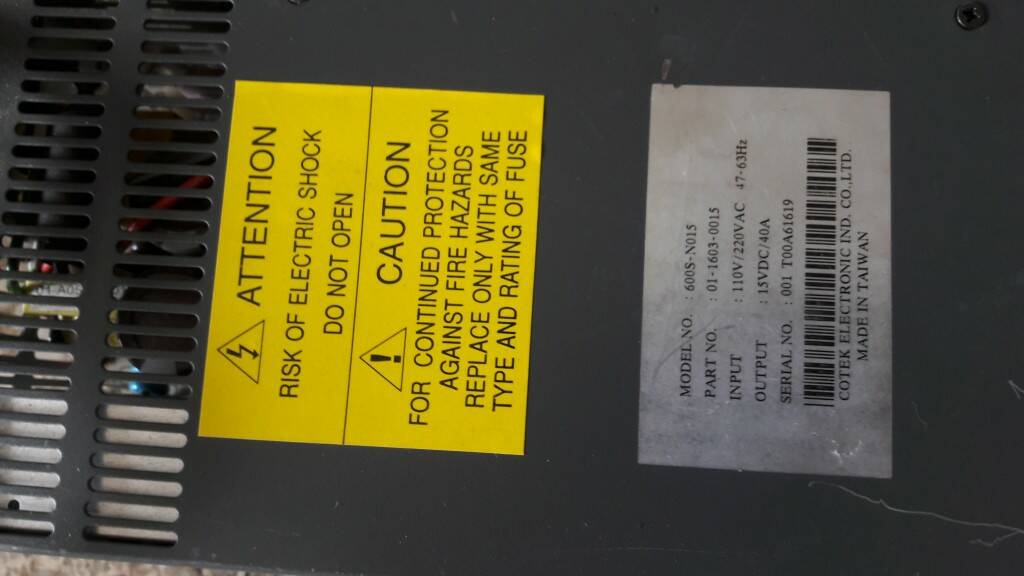 ATTENTION
RISK OF ELECTRIC SHOCK
DO NOT OPEN
CAUTION
FOR CONTINUED PROTECTION
AGAINST FIRE HAZARDS
REPLACE ONLY WITH SAME
TYPE AND RATING OF FUSE
MODEL NO. : 600S-N015
PART NO. : 01-1603-0015
INPUT : 110V/220VAC 47-63Hz
OUTPUT : 15VDC/40A
SERIAL NO. : 001 T00A61619
COTEK ELECTRONIC IND. CO.,LTD.
MADE IN TAIWAN